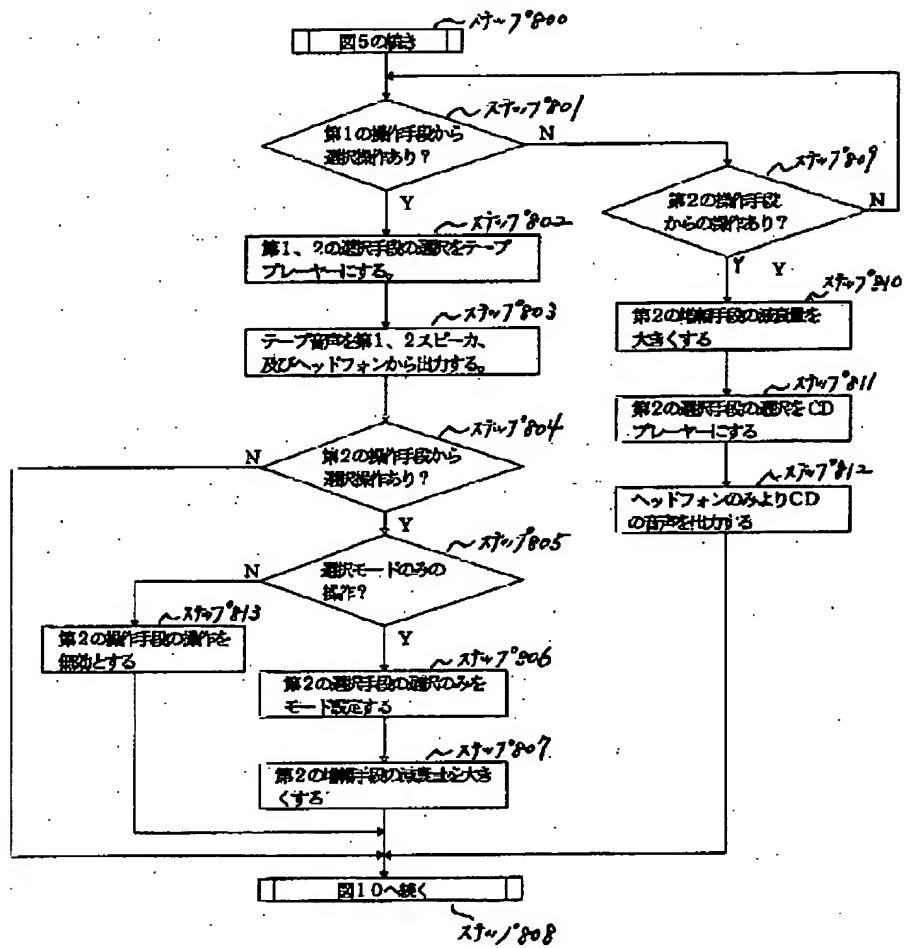 ステップ800
図5の続き
ステップ801
第1の操作手段から
選択操作あり?
N
Y
ステップ809
第2の操作手段
からの操作あり?
N
Y Y
ステップ802
第1、2の選択手段の選択をテープ
プレーヤーにする。
ステップ810
第2の増幅手段の減衰量を
大きくする
ステップ803
テープ音声を第1、2スピーカ、
及びヘッドフォンから出力する。
ステップ811
第2の選択手段の選択をCD
プレーヤーにする
ステップ804
第2の操作手段から
選択操作あり?
N
Y
ステップ812
ヘッドフォンのみよりCD
の音声を出力する
ステップ805
選択モードのみの
操作?
N
Y
ステップ813
第2の操作手段の操作を
無効とする
ステップ806
第2の選択手段の選択のみを
モード設定する
ステップ807
第2の増幅手段の減衰量を大き
くする
図10へ続く
ステップ808